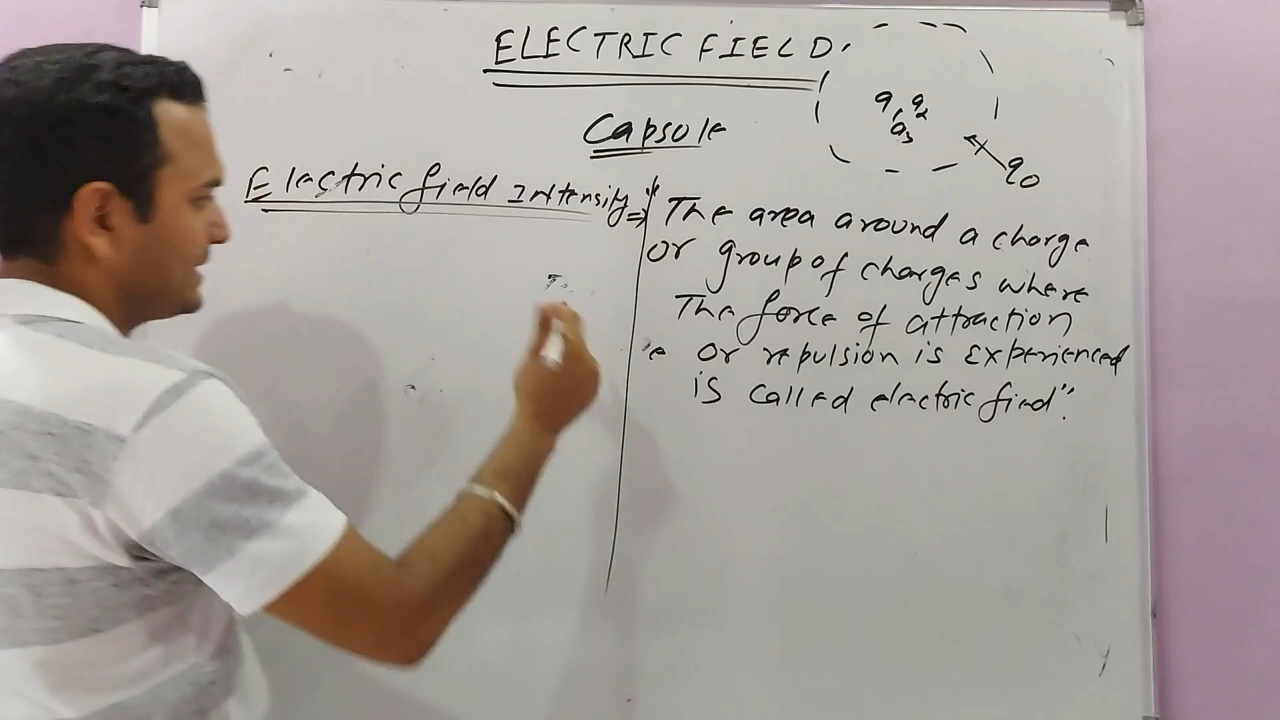 ELECTRIC FIELD.
q1 q2
q3
q0
Capsule
Electric field Intensity ⇒
" The area around a charge
or group of charges where
The force of attraction
or repulsion is Experienced
is called electric field".